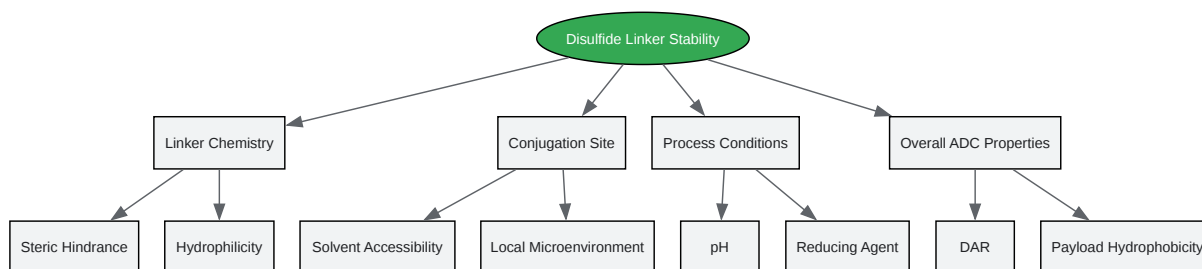 Disulfide Linker Stability
Linker Chemistry
Conjugation Site
Process Conditions
Overall ADC Properties
Steric Hindrance
Hydrophilicity
Solvent Accessibility
Local Microenvironment
pH
Reducing Agent
DAR
Payload Hydrophobicity